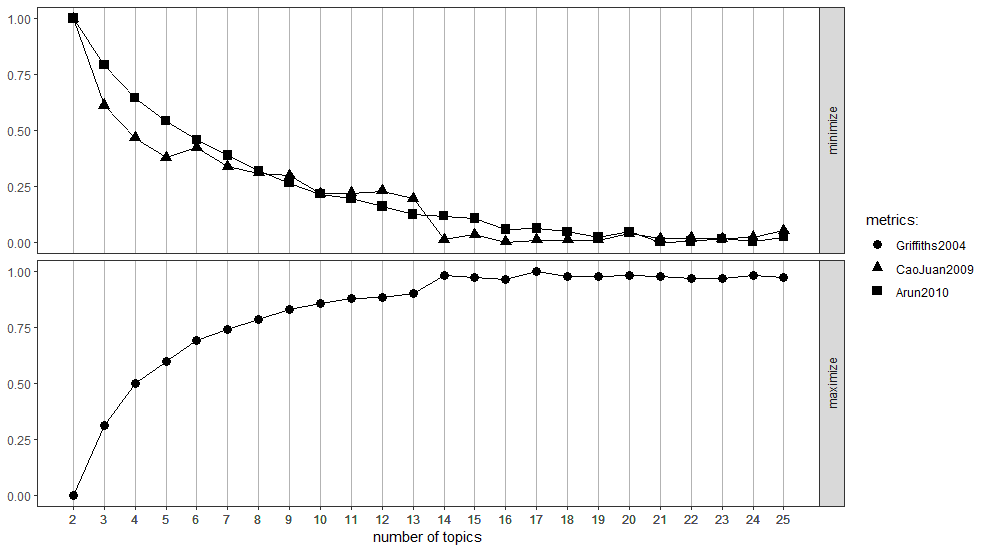 1.00
0.75
0.50
0.25
0.00
minimize
1.00
0.75
0.50
0.25
0.00
maximize
2 3 4 5 6 7 8 9 10 11 12 13 14 15 16 17 18 19 20 21 22 23 24 25
number of topics
metrics:
Griffiths2004
CaoJuan2009
Arun2010